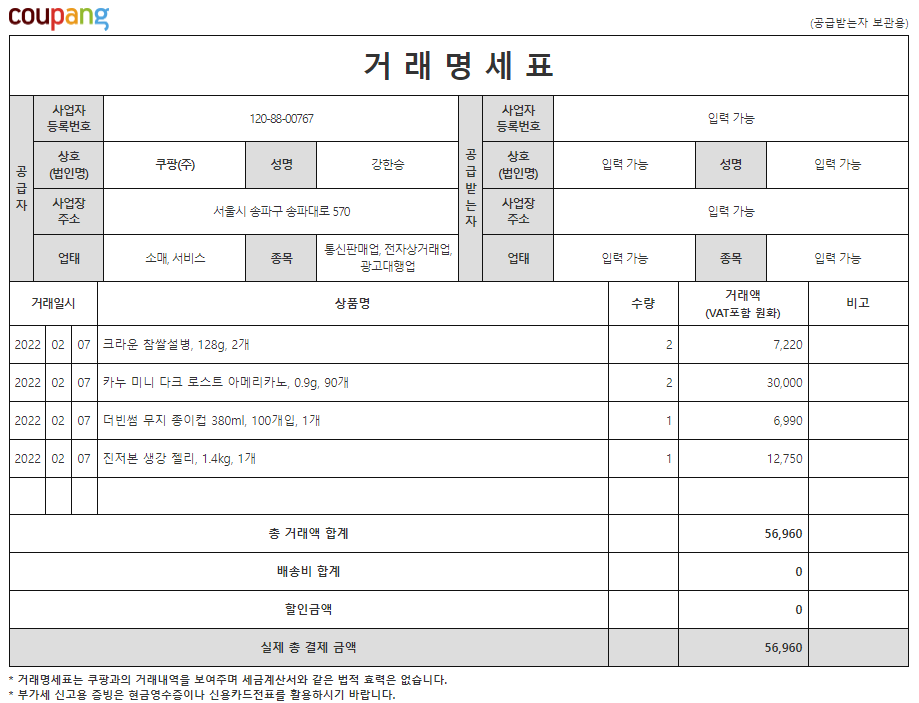 coupang
(공급받는자 보관용)
거 래 명 세 표
공급자
사업자
등록번호
120-88-00767
상호
(법인명)
쿠팡(주)
성명
강한승
사업장
주소
서울시 송파구 송파대로 570
업태
소매, 서비스
종목
통신판매업, 전자상거래업,
광고대행업
공급받는자
사업자
등록번호
입력 가능
상호
(법인명)
입력 가능
성명
입력 가능
사업장
주소
입력 가능
업태
입력 가능
종목
입력 가능
거래일시 상품명 수량 거래액
(VAT포함 원화) 비고
2022 02 07 크라운 참쌀설병, 128g, 2개 2 7,220
2022 02 07 카누 미니 다크 로스트 아메리카노, 0.9g, 90개 2 30,000
2022 02 07 더빈썸 무지 종이컵 380ml, 100개입, 1개 1 6,990
2022 02 07 진저본 생강 젤리, 1.4kg, 1개 1 12,750
총 거래액 합계 56,960
배송비 합계 0
할인금액 0
실제 총 결제 금액 56,960
* 거래명세표는 쿠팡과의 거래내역을 보여주며 세금계산서와 같은 법적 효력은 없습니다.
* 부가세 신고용 증빙은 현금영수증이나 신용카드전표를 활용하시기 바랍니다.